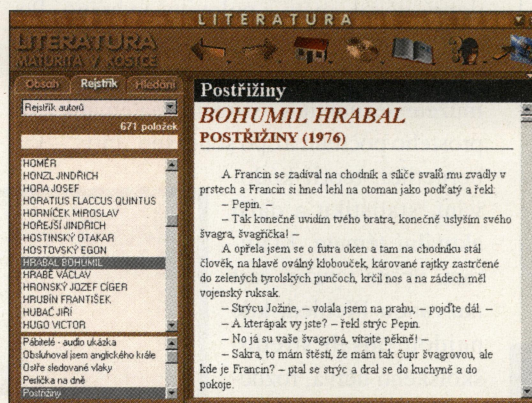 LITERATURA
LITERATURA
MATURITA V KOSTCE
Obsah Rejstřík Hledání
Rejstřík autorů
671 položek
HOMÉR
HONZL JINDŘICH
HORA JOSEF
HORATIUS FLACCUS QUINTUS
HORNÍČEK MIROSLAV
HOŘEJŠÍ JINDŘICH
HOSTINSKÝ OTAKAR
HOSTOVSKÝ EGON
HRABAL BOHUMIL
HRABĚ VÁCLAV
HRONSKÝ JOZEF CÍGER
HRUBÍN FRANTIŠEK
HUBAČ JIŘÍ
HUGO VICTOR
Pábitelé - audio ukázka
Obsluhoval jsem anglického krále
Ostře sledované vlaky
Perlička na dně
Postřižiny
Postřižiny
BOHUMIL HRABAL
POSTŘIŽINY (1976)
A Francin se zadíval na chodník a siliče svalů mu zvadly v
prstech a Francin si hned lehl na otoman jako podťatý a řekl:
– Pepin. –
– Tak konečně uvidím tvého bratra, konečně uslyším svého
švagra, švagříčka! –
A opřela jsem se o futra oken a tam na chodníku stál
člověk, na hlavě oválný klobouček, kárované rajtky zastrčené
do zelených tyrolských punčoch, krčil nos a na zádech měl
vojenský ruksak.
– Strýcu Jožine, – volala jsem na prahu, – pojďte dál. –
– A kterápak vy jste? – řekl strýc Pepin.
– No já su vaše švagrová, vítajte pěkně! –
– Sakra, to mám štěstí, že mám tak čupr švagrovou, ale
kde je Francin? – ptal se strýc a dral se do kuchyně a do
pokoje.